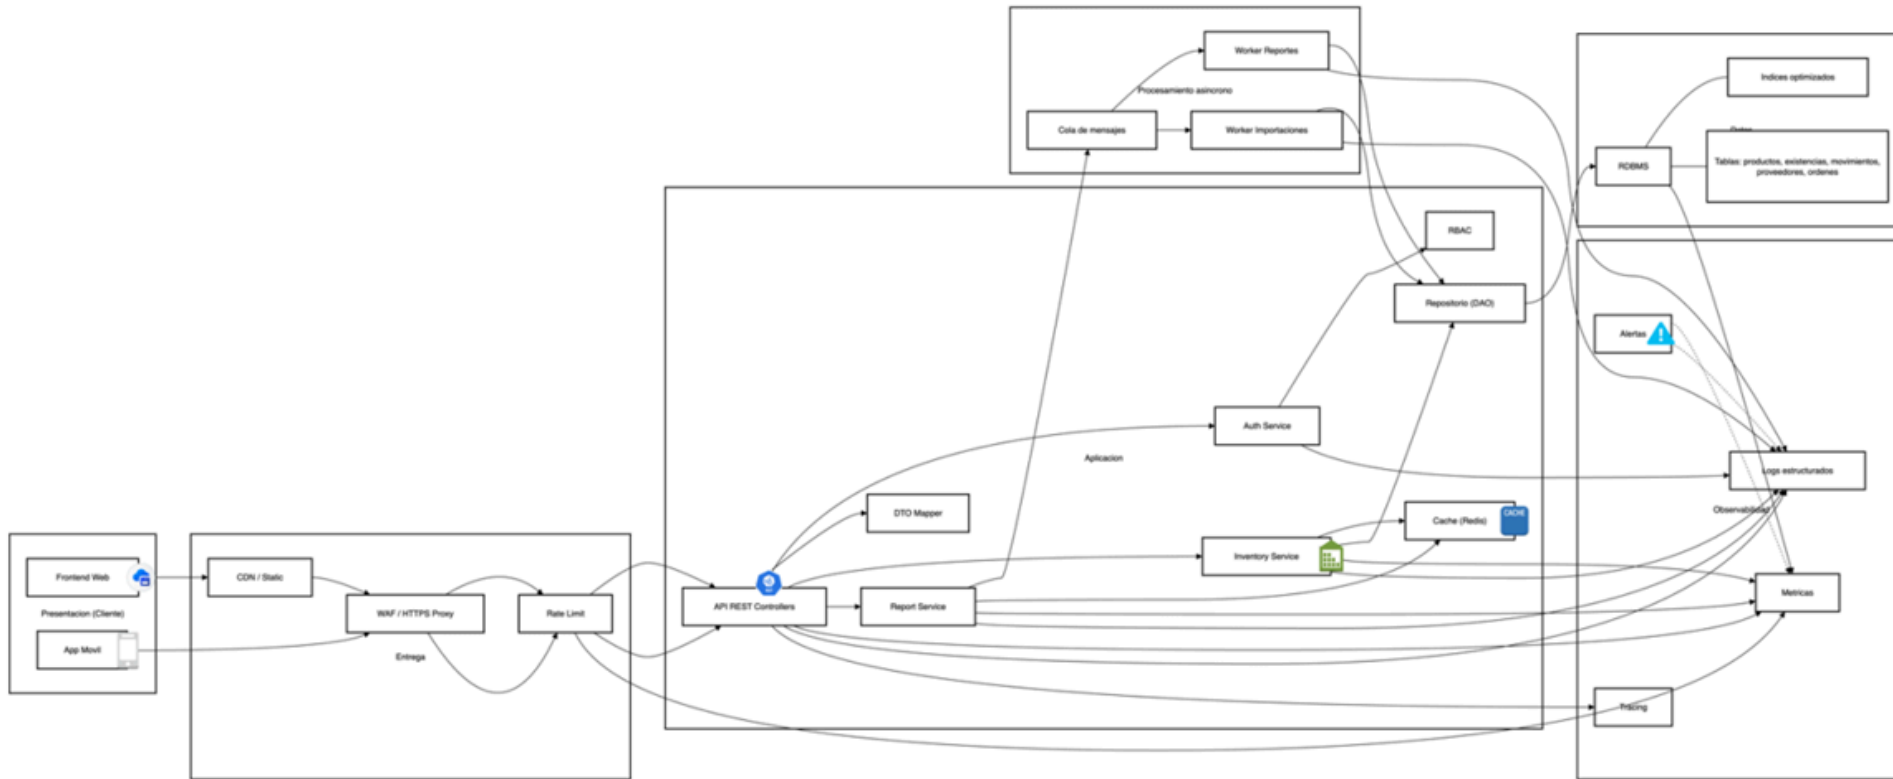 Worker Reportes
Procesamiento asincrono
Cola de mensajes
Worker Importaciones
Indices optimizados
RDBMS
Tablas: productos, existencias, movimientos,
proveedores, ordenes
RBAC
Repositorio (DAO)
Alertas
Auth Service
Aplicacion
Logs estructurados
DTO Mapper
Cache (Redis)
CACHE
Observabilidad
Inventory Service
Frontend Web
CDN / Static
Presentacion (Cliente)
WAF / HTTPS Proxy
Rate Limit
API REST Controllers
Report Service
Metricas
App Movil
Entrega
Tracing